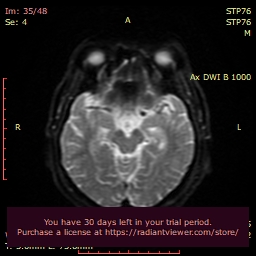 Im: 35/48
Se: 4
A
STP76
STP76
M
Ax DWI B 1000
R
L
You have 30 days left in your trial period.
Purchase a license at https://radiantviewer.com/store/